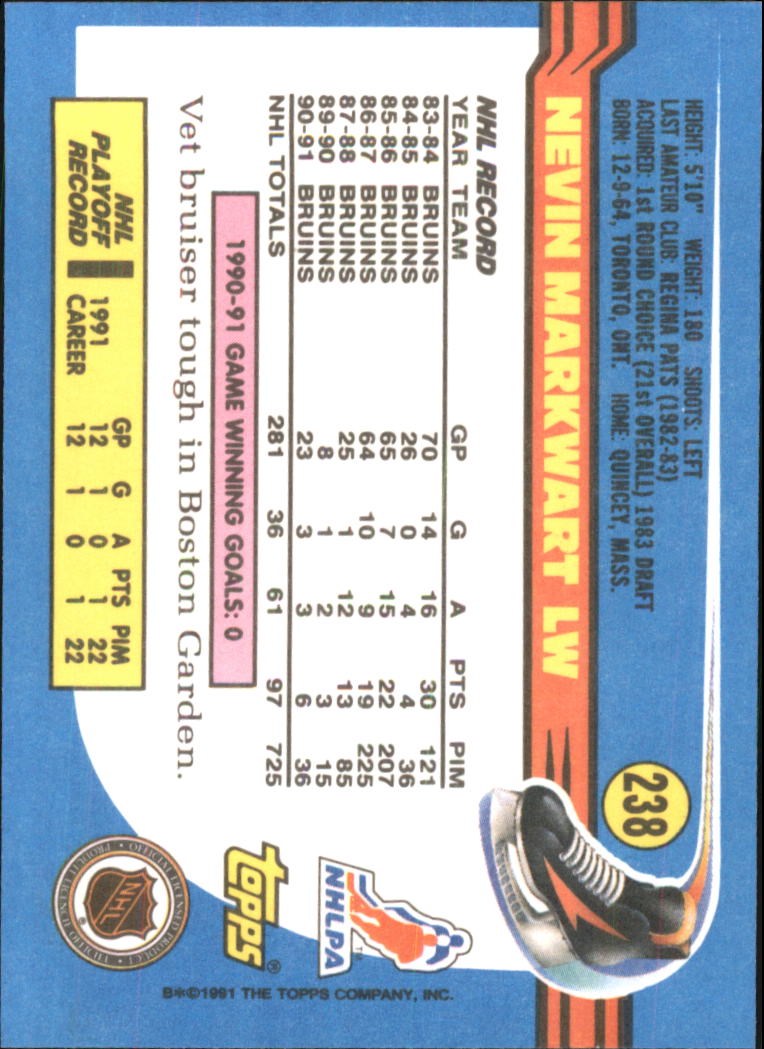 238
HEIGHT: 5'10" WEIGHT: 180 SHOOTS: LEFT
LAST AMATEUR CLUB: REGINA PATS (1982-83)
ACQUIRED: 1st ROUND CHOICE (21st OVERALL) 1983 DRAFT
BORN: 12-9-64, TORONTO, ONT. HOME: QUINCEY, MASS.
NEVIN MARKWART LW
NHL RECORD
YEAR TEAM GP G A PTS PIM
83-84 BRUINS 70 14 16 30 121
84-85 BRUINS 26 0 4 4 36
85-86 BRUINS 65 7 15 22 207
86-87 BRUINS 64 10 9 19 225
87-88 BRUINS 25 1 12 13 85
89-90 BRUINS 8 1 2 3 15
90-91 BRUINS 23 3 3 6 36
NHL TOTALS 281 36 61 97 725
1990-91 GAME WINNING GOALS: 0
Vet bruiser tough in Boston Garden.
NHL
PLAYOFF
RECORD
GP G A PTS PIM
1991 12 1 0 1 22
CAREER 12 1 0 1 22
NHLPA
TM
topps®
NHL
®
• OFFICIAL LICENSED PRODUCT •
B✻©1991 THE TOPPS COMPANY, INC.